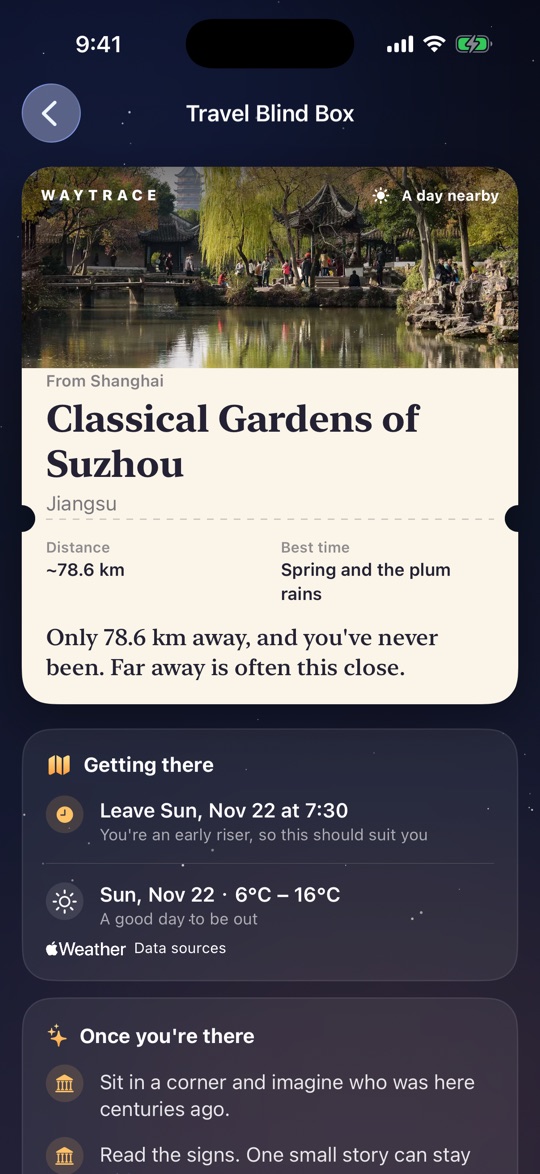 9:41
Travel Blind Box
WAYTRACE
A day nearby
From Shanghai
Classical Gardens of
Suzhou
Jiangsu
Distance
Best time
~78.6 km
Spring and the plum
rains
Only 78.6 km away, and you've never
been. Far away is often this close.
Getting there
Leave Sun, Nov 22 at 7:30
You're an early riser, so this should suit you
Sun, Nov 22 · 6°C – 16°C
A good day to be out
Weather Data sources
Once you're there
Sit in a corner and imagine who was here
centuries ago.
Read the signs. One small story can stay